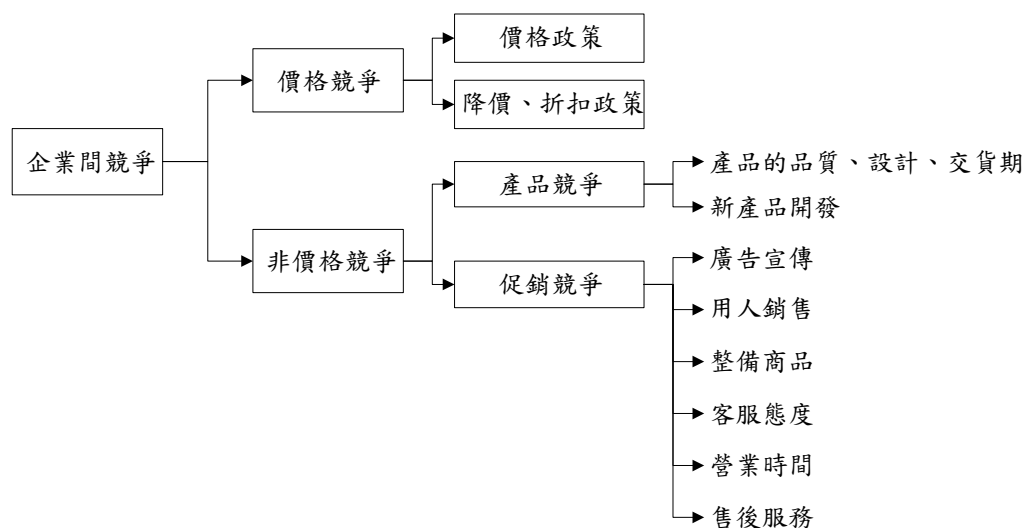 價格政策
價格競爭
降價、折扣政策
企業間競爭
產品競爭
產品的品質、設計、交貨期
新產品開發
非價格競爭
廣告宣傳
促銷競爭
用人銷售
整備商品
客服態度
營業時間
售後服務